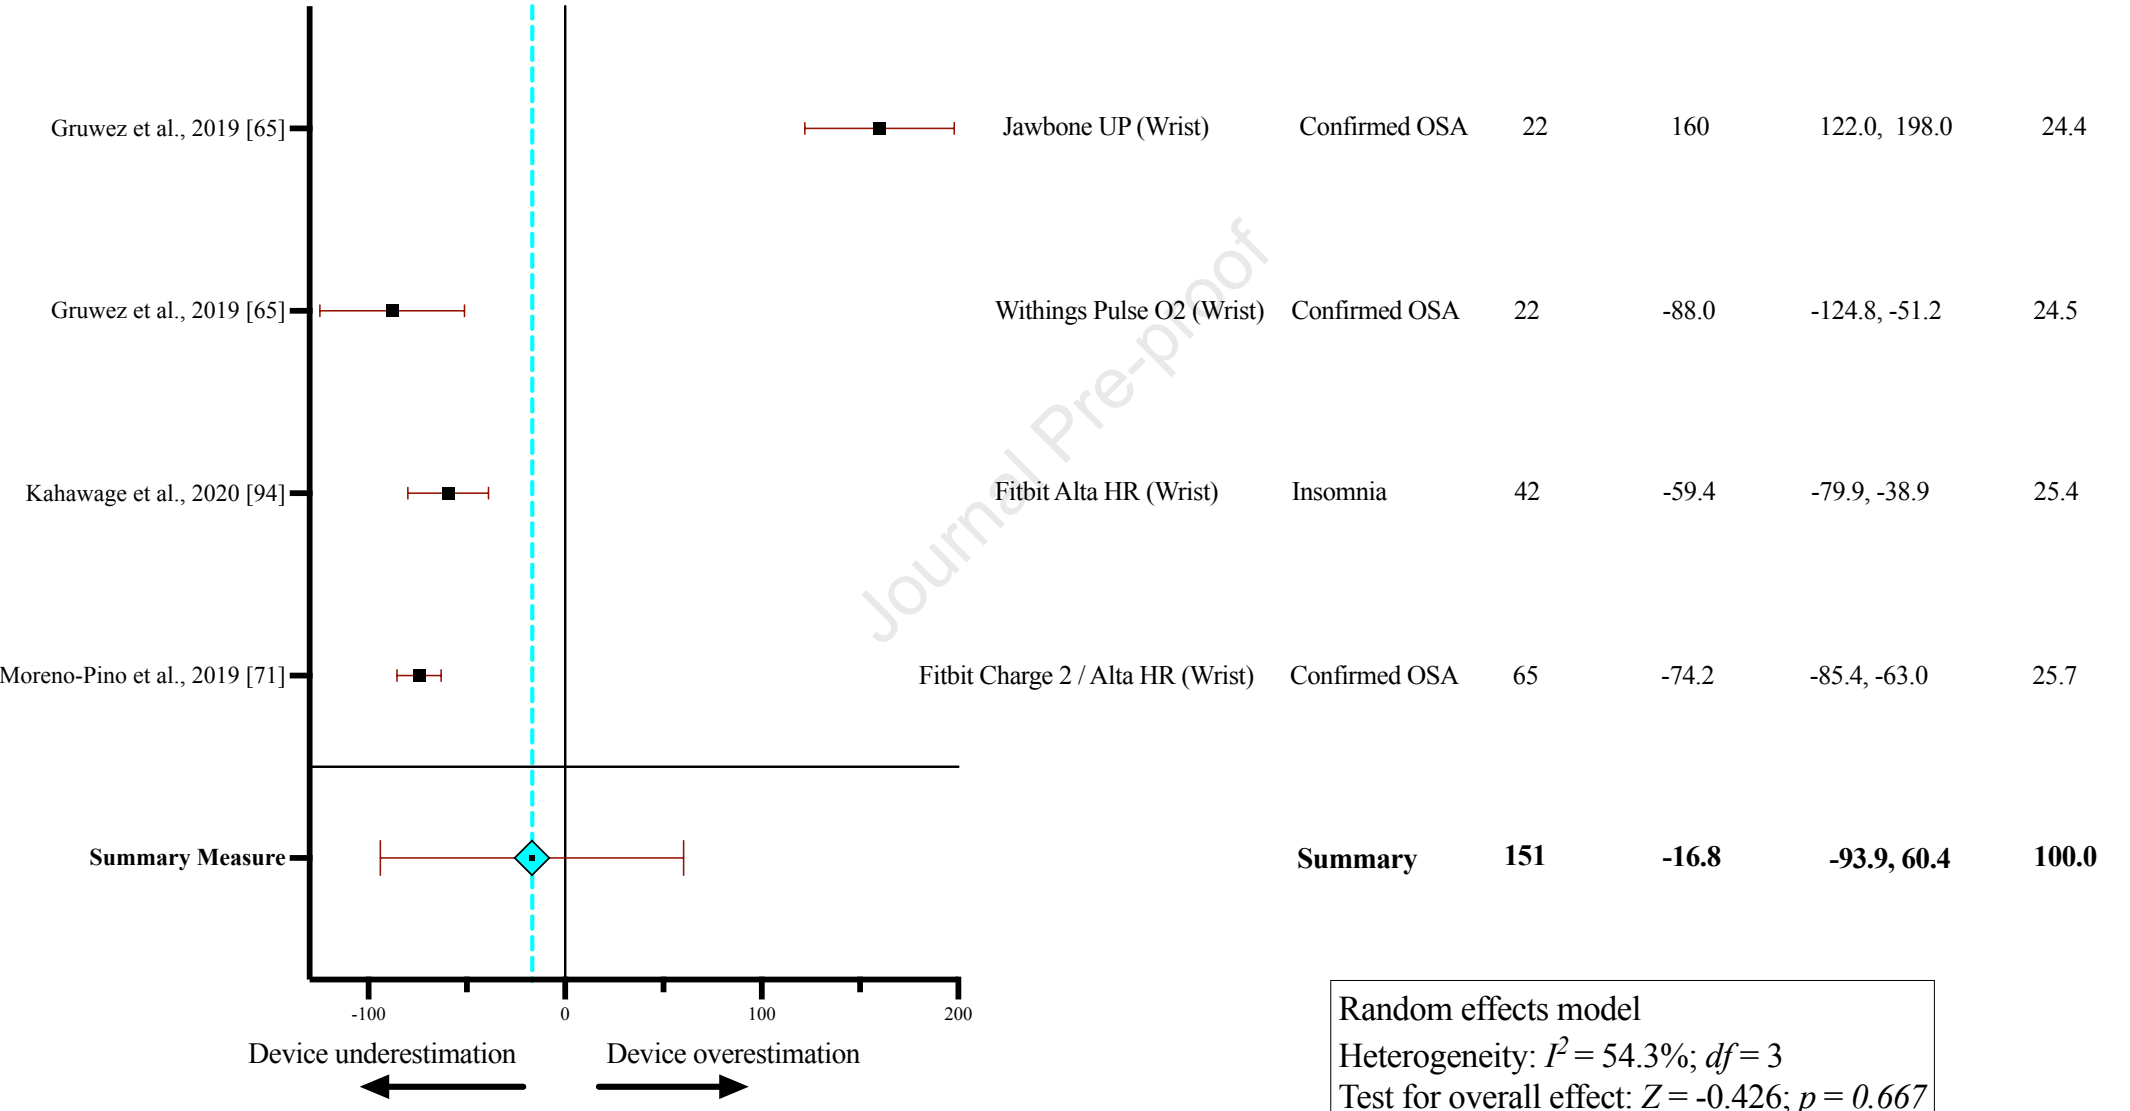 Gruwez et al., 2019 [65] Jawbone UP (Wrist) Confirmed OSA 22 160 122.0, 198.0 24.4
Gruwez et al., 2019 [65] Withings Pulse O2 (Wrist) Confirmed OSA 22 -88.0 -124.8, -51.2 24.5
Kahawage et al., 2020 [94] Fitbit Alta HR (Wrist) Insomnia 42 -59.4 -79.9, -38.9 25.4
Moreno-Pino et al., 2019 [71] Fitbit Charge 2 / Alta HR (Wrist) Confirmed OSA 65 -74.2 -85.4, -63.0 25.7
Summary Measure Summary 151 -16.8 -93.9, 60.4 100.0
Journal Pre-proof
-100 0 100 200
Device underestimation Device overestimation
Random effects model
Heterogeneity: I² = 54.3%; df = 3
Test for overall effect: Z = -0.426; p = 0.667